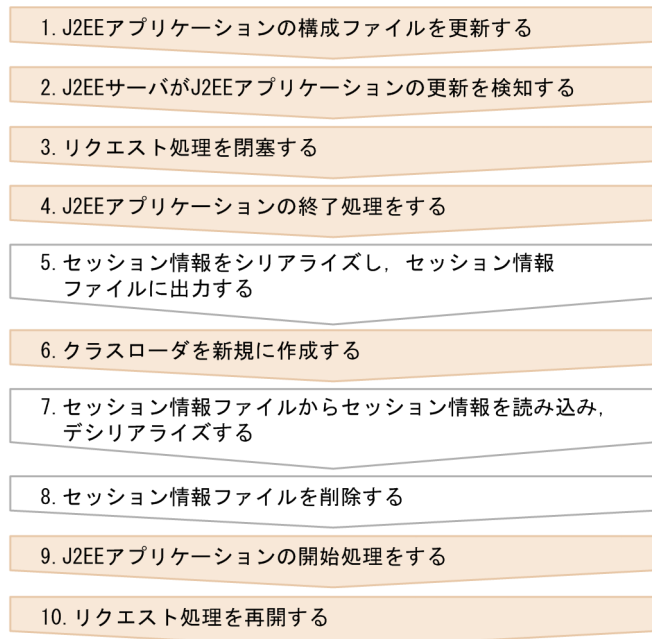 1. J2EEアプリケーションの構成ファイルを更新する
2. J2EEサーバがJ2EEアプリケーションの更新を検知する
3. リクエスト処理を閉塞する
4. J2EEアプリケーションの終了処理をする
5. セッション情報をシリアライズし，セッション情報
ファイルに出力する
6. クラスローダを新規に作成する
7. セッション情報ファイルからセッション情報を読み込み，
デシリアライズする
8. セッション情報ファイルを削除する
9. J2EEアプリケーションの開始処理をする
10. リクエスト処理を再開する